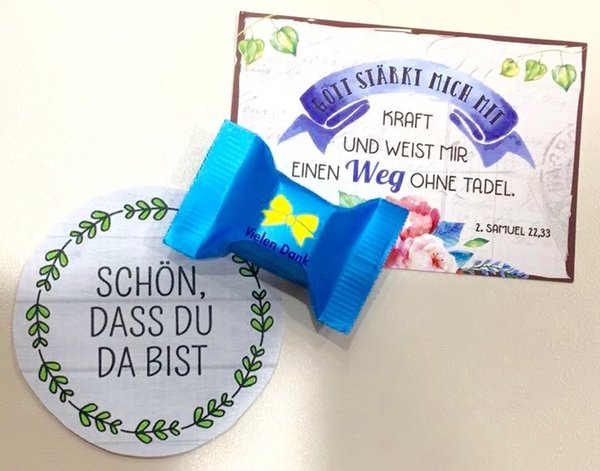 GOTT STÄRKT MICH MIT
KRAFT
UND WEIST MIR
EINEN Weg OHNE TADEL.
2. SAMUEL 22,33
Vielen Dank
SCHÖN,
DASS DU
DA BIST